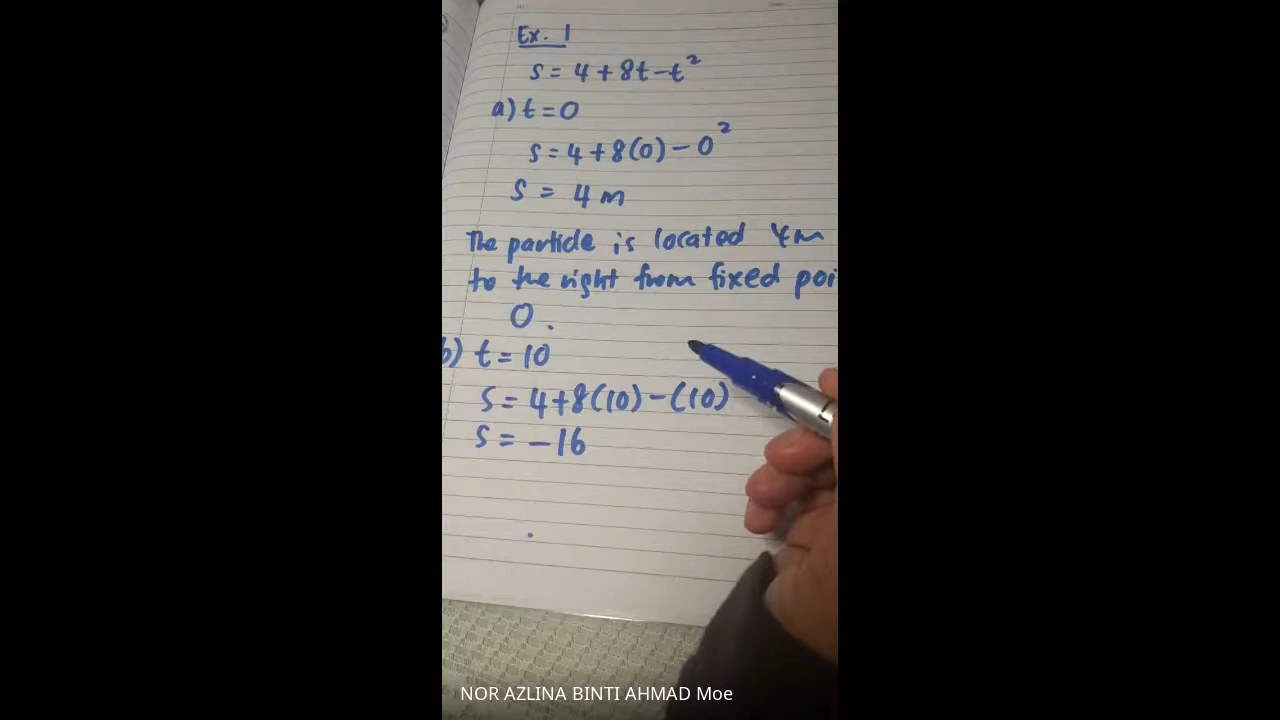 Ex. 1
s = 4 + 8t - t²
a) t = 0
s = 4 + 8(0) - 0²
s = 4 m
The particle is located 4m
to the right from fixed poi
0.
b) t = 10
s = 4+8(10) - (10)
s = -16
NOR AZLINA BINTI AHMAD Moe